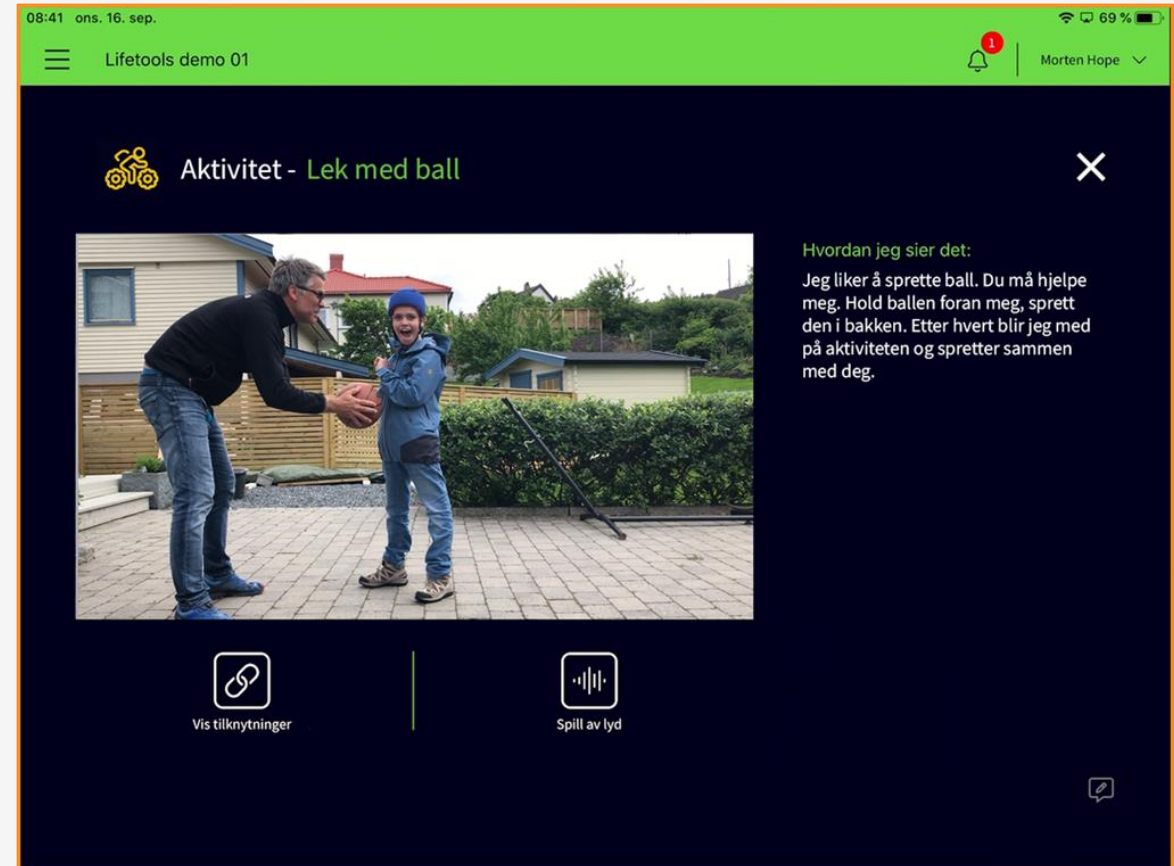 08:41 ons. 16. sep.
69 %
Lifetools demo 01
1
Morten Hope
Aktivitet - Lek med ball
Hvordan jeg sier det:
Jeg liker å sprette ball. Du må hjelpe
meg. Hold ballen foran meg, sprett
den i bakken. Etter hvert blir jeg med
på aktiviteten og spretter sammen
med deg.
Vis tilknytninger
Spill av lyd